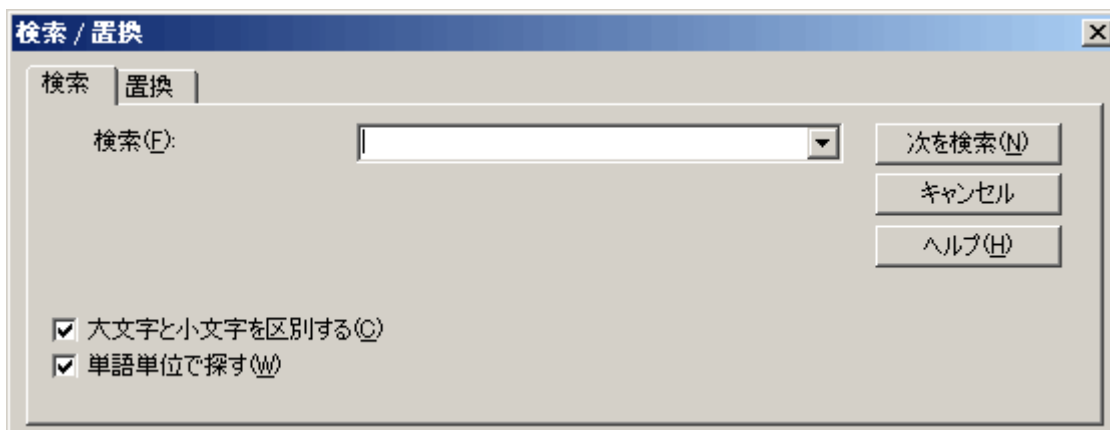 検索 / 置換
検索 置換
検索(F):
次を検索(N)
キャンセル
ヘルプ(H)
大文字と小文字を区別する(C)
単語単位で探す(W)